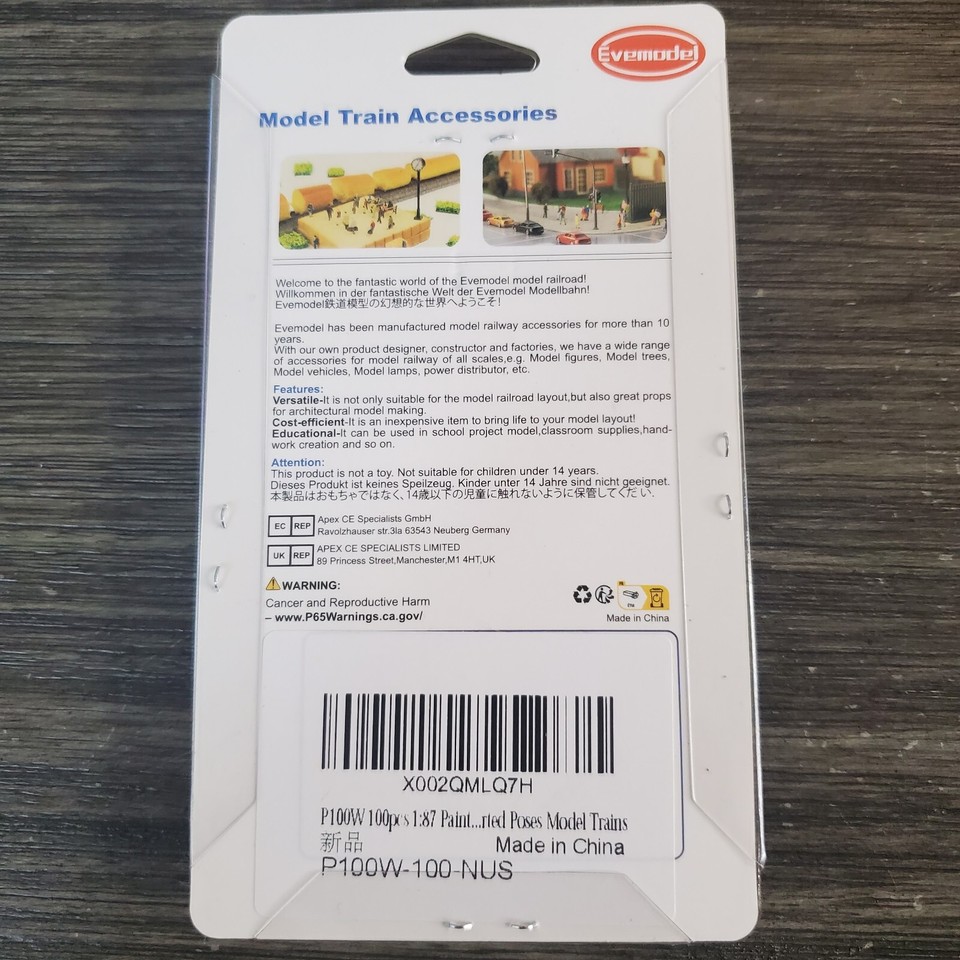 Evemodel
Model Train Accessories
Welcome to the fantastic world of the Evemodel model railroad!
Willkommen in der fantastische Welt der Evemodel Modellbahn!
Evemodel鉄道模型の幻想的な世界へようこそ!
Evemodel has been manufactured model railway accessories for more than 10
years.
With our own product designer, constructor and factories, we have a wide range
of accessories for model railway of all scales,e.g. Model figures, Model trees,
Model vehicles, Model lamps, power distributor, etc.
Features:
Versatile-It is not only suitable for the model railroad layout,but also great props
for architectural model making.
Cost-efficient-It is an inexpensive item to bring life to your model layout!
Educational-It can be used in school project model,classroom supplies,hand-
work creation and so on.
Attention:
This product is not a toy. Not suitable for children under 14 years.
Dieses Produkt ist keines Speilzeug. Kinder unter 14 Jahre sind nicht geeignet.
本製品はおもちゃではなく、14歳以下の児童に触れないように保管してくだい.
EC REP Apex CE Specialists GmbH
Ravolzhauser str.3la 63543 Neuberg Germany
UK REP APEX CE SPECIALISTS LIMITED
89 Princess Street,Manchester,M1 4HT,UK
WARNING:
Cancer and Reproductive Harm
– www.P65Warnings.ca.gov/
Made in China
X002QMLQ7H
P100W 100pcs 1:87 Paint...rted Poses Model Trains
新品 Made in China
P100W-100-NUS